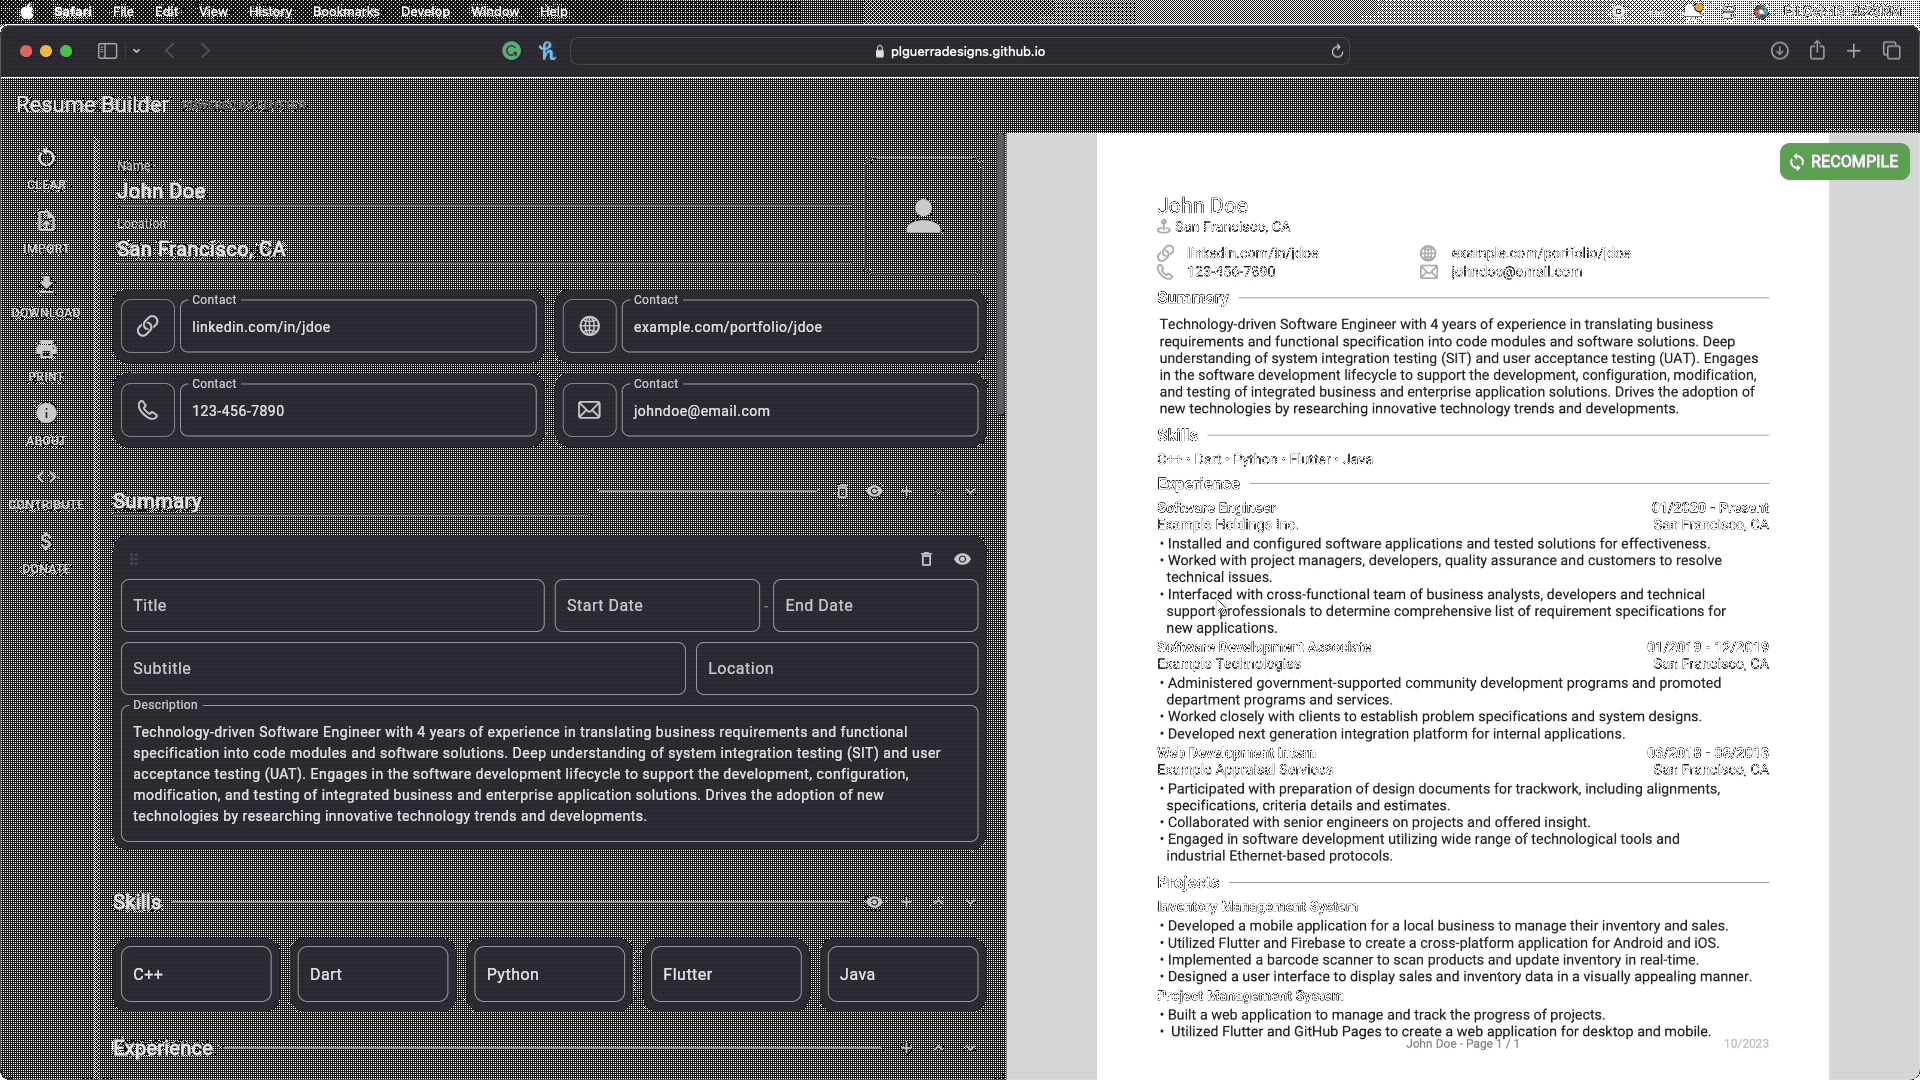 Safari File Edit View History Bookmarks Develop Window Help
plguerradesigns.github.io
Resume Builder
CLEAR
IMPORT
DOWNLOAD
PRINT
ABOUT
CONTRIBUTE
DONATE
Name
John Doe
Location
San Francisco, CA
Contact
linkedin.com/in/jdoe
Contact
example.com/portfolio/jdoe
Contact
123-456-7890
Contact
johndoe@email.com
Summary
Title
Start Date
-
End Date
Subtitle
Location
Description
Technology-driven Software Engineer with 4 years of experience in translating business requirements and functional
specification into code modules and software solutions. Deep understanding of system integration testing (SIT) and user
acceptance testing (UAT). Engages in the software development lifecycle to support the development, configuration,
modification, and testing of integrated business and enterprise application solutions. Drives the adoption of new
technologies by researching innovative technology trends and developments.
Skills
C++
Dart
Python
Flutter
Java
Experience
RECOMPILE
John Doe
San Francisco, CA
linkedin.com/in/jdoe
example.com/portfolio/jdoe
123-456-7890
johndoe@email.com
Summary
Technology-driven Software Engineer with 4 years of experience in translating business
requirements and functional specification into code modules and software solutions. Deep
understanding of system integration testing (SIT) and user acceptance testing (UAT). Engages
in the software development lifecycle to support the development, configuration, modification,
and testing of integrated business and enterprise application solutions. Drives the adoption of
new technologies by researching innovative technology trends and developments.
Skills
C++ • Dart • Python • Flutter • Java
Experience
Software Engineer 01/2020 - Present
Example Holdings Inc. San Francisco, CA
• Installed and configured software applications and tested solutions for effectiveness.
• Worked with project managers, developers, quality assurance and customers to resolve
technical issues.
• Interfaced with cross-functional team of business analysts, developers and technical
support professionals to determine comprehensive list of requirement specifications for
new applications.
Software Development Associate 01/2019 - 12/2019
Example Technologies San Francisco, CA
• Administered government-supported community development programs and promoted
department programs and services.
• Worked closely with clients to establish problem specifications and system designs.
• Developed next generation integration platform for internal applications.
Web Development Intern
Example Appraisal Services San Francisco, CA
• Participated with preparation of design documents for trackwork, including alignments,
specifications, criteria details and estimates.
• Collaborated with senior engineers on projects and offered insight.
• Engaged in software development utilizing wide range of technological tools and
industrial Ethernet-based protocols.
Projects
Inventory Management System
• Developed a mobile application for a local business to manage their inventory and sales.
• Utilized Flutter and Firebase to create a cross-platform application for Android and iOS.
• Implemented a barcode scanner to scan products and update inventory in real-time.
• Designed a user interface to display sales and inventory data in a visually appealing manner.
Project Management System
• Built a web application to manage and track the progress of projects.
• Utilized Flutter and GitHub Pages to create a web application for desktop and mobile.
John Doe - Page 1 / 1
10/2023